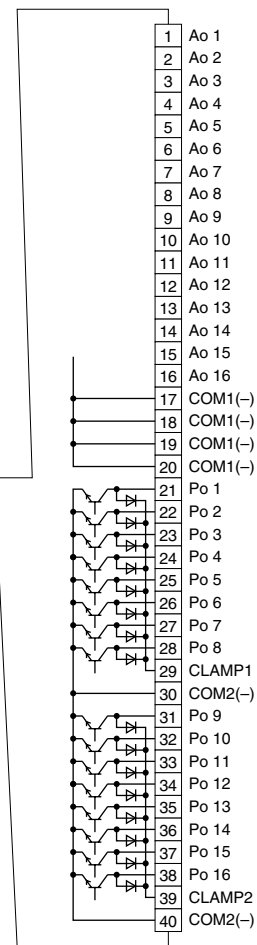 1 Ao 1
2 Ao 2
3 Ao 3
4 Ao 4
5 Ao 5
6 Ao 6
7 Ao 7
8 Ao 8
9 Ao 9
10 Ao 10
11 Ao 11
12 Ao 12
13 Ao 13
14 Ao 14
15 Ao 15
16 Ao 16
17 COM1(–)
18 COM1(–)
19 COM1(–)
20 COM1(–)
21 Po 1
22 Po 2
23 Po 3
24 Po 4
25 Po 5
26 Po 6
27 Po 7
28 Po 8
29 CLAMP1
30 COM2(–)
31 Po 9
32 Po 10
33 Po 11
34 Po 12
35 Po 13
36 Po 14
37 Po 15
38 Po 16
39 CLAMP2
40 COM2(–)